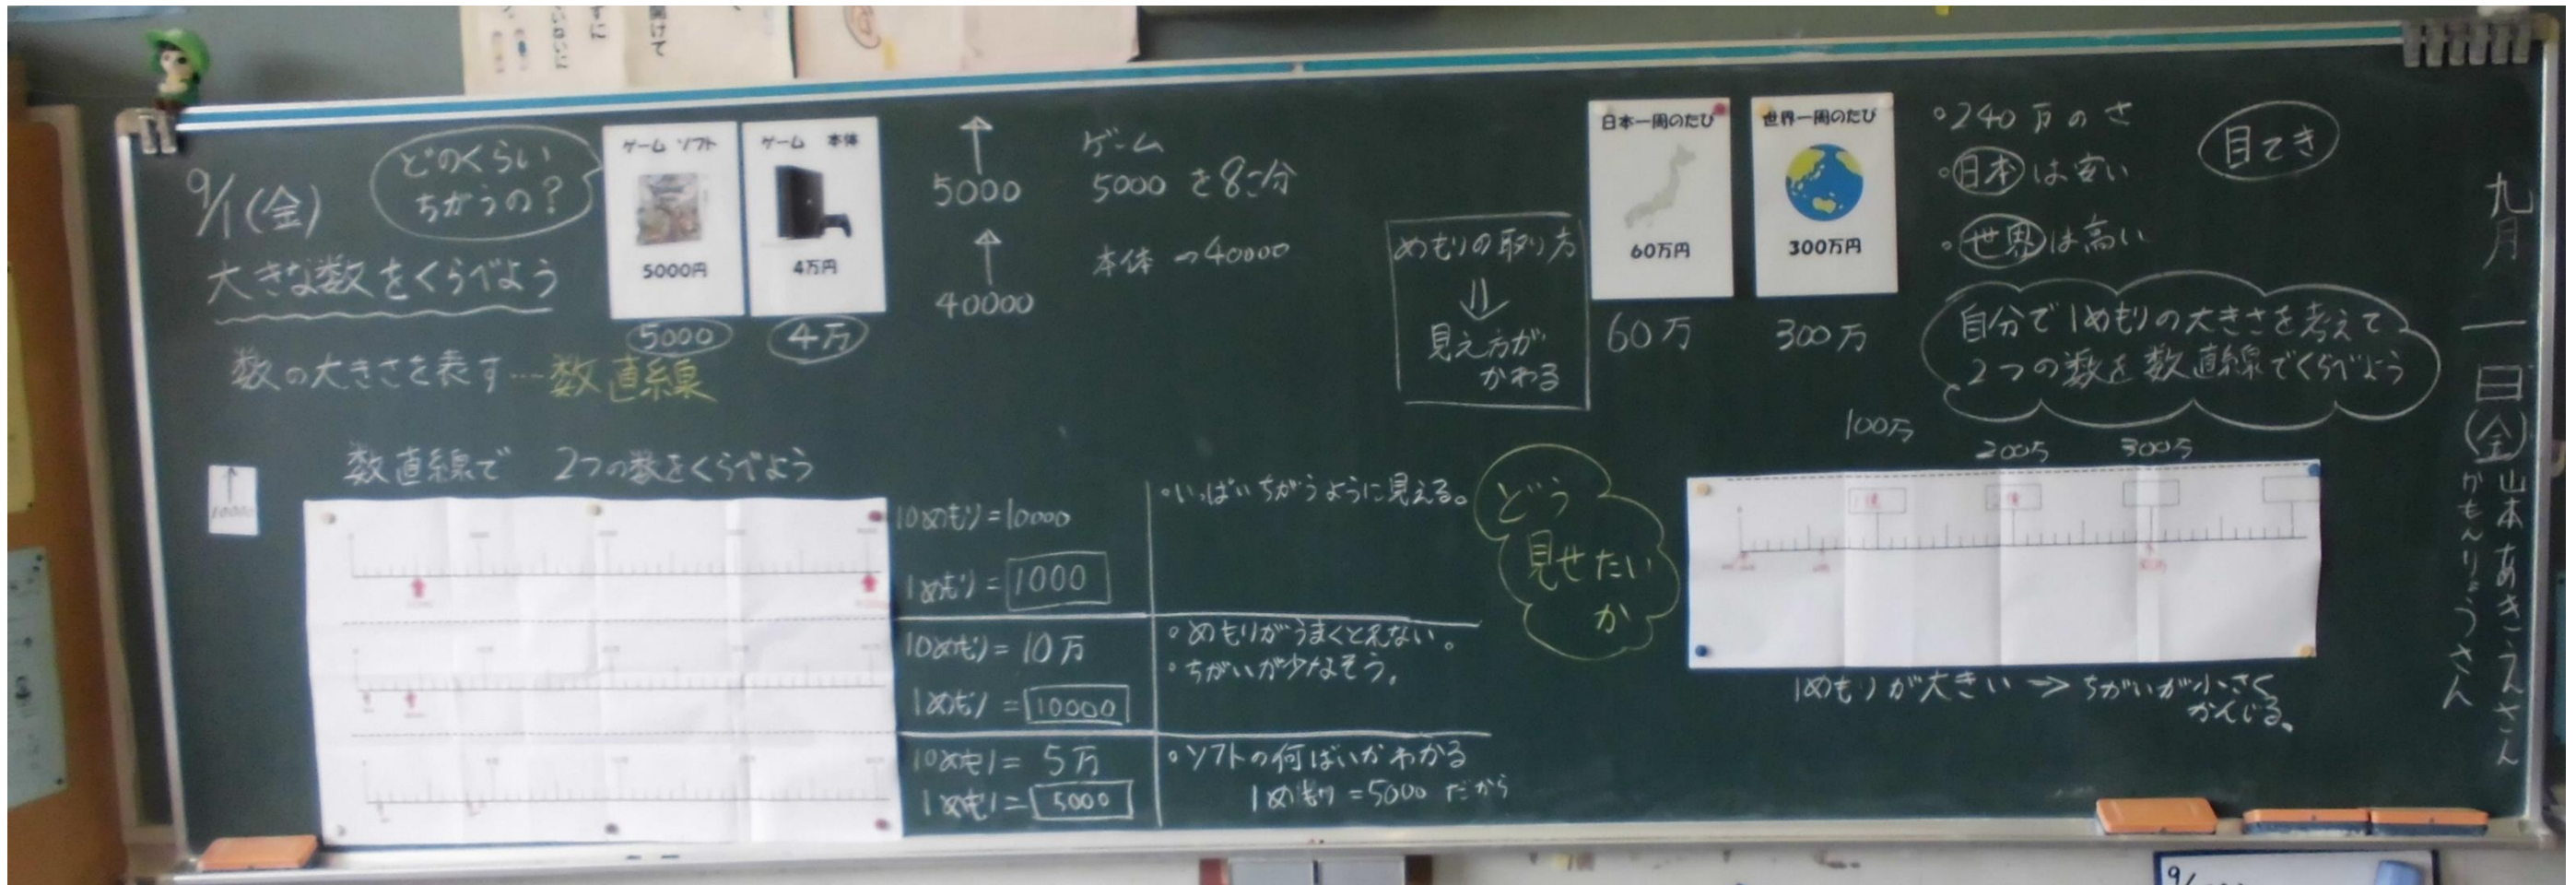 9/1(金)
どのくらい
ちがうの?
大きな数をくらべよう
ゲーム ソフト
5000円
5000
ゲーム 本体
4万円
4万
数の大きさを表す…数直線
↑
5000
↑
40000
ゲーム
5000を8こ分
本体→40000
数直線で 2つの数をくらべよう
↑
10000
10めもり=10000
1めもり=1000
・いっぱいちがうように見える。
10めもり=10万
1めもり=10000
・めもりがうまくとれない。
・ちがいが少なそう。
10めもり=5万
1めもり=5000
・ソフトの何ばいかわかる
1めもり=5000だから
めもりの取り方
⇓
見え方が
かわる
日本一周のたび
60万円
60万
世界一周のたび
300万円
300万
・240万のさ
・日本は安い
・世界は高い
目てき
自分で1めもりの大きさを考えて
2つの数を数直線でくらべよう
どう
見せたい
か
100万
200万
300万
1めもりが大きい⇒ちがいが小さく
かんじる。
九月一日(金)
山本あきえさん
がもんりょうさん